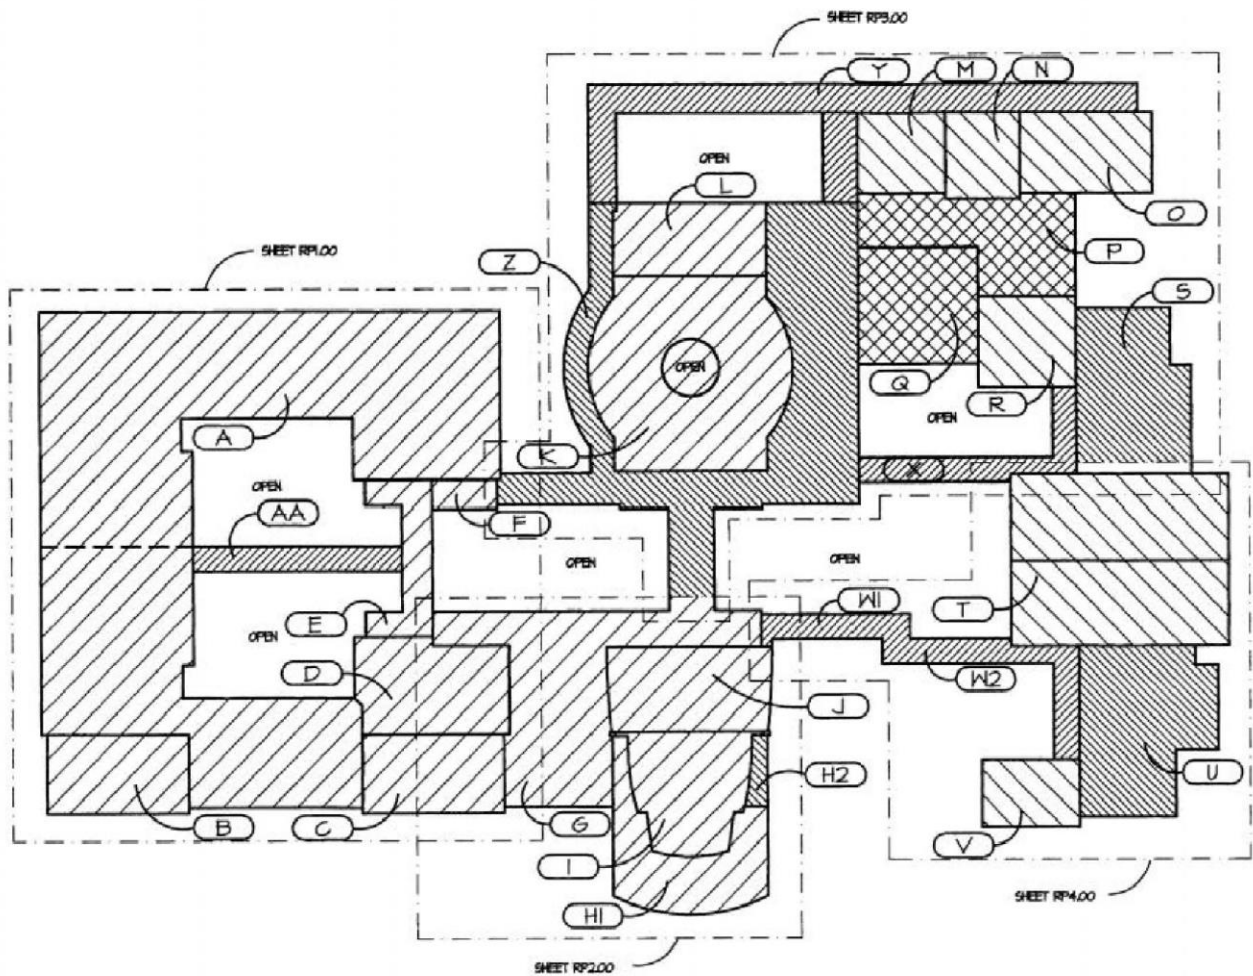 SHEET RP3.00
Y
M
N
OPEN
L
O
SHEET RP1.00
P
Z
S
OPEN
Q
R
A
OPEN
K
X
OPEN
AA
F
OPEN
OPEN
E
W1
T
OPEN
D
W2
J
H2
U
B
C
G
V
I
SHEET RP4.00
H1
SHEET RP2.00